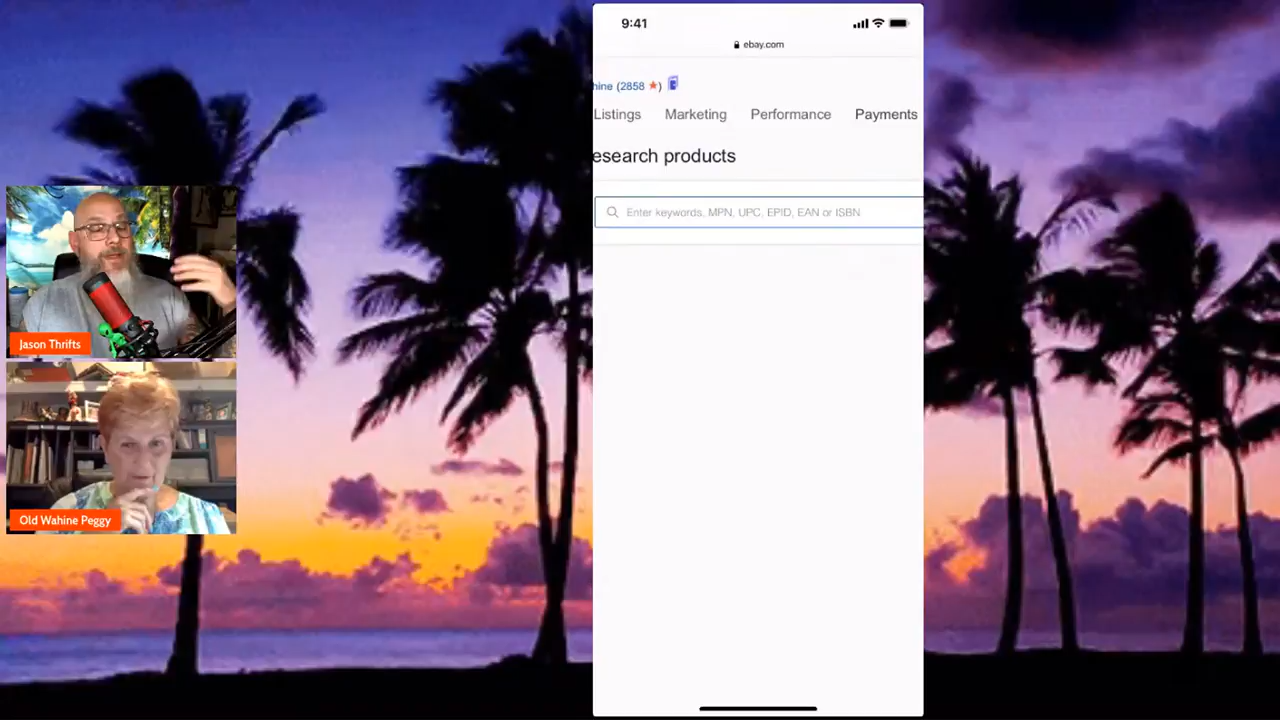 9:41
ebay.com
hine (2858 ★)
Listings Marketing Performance Payments
esearch products
Enter keywords, MPN, UPC, EPID, EAN or ISBN
Jason Thrifts
Old Wahine Peggy